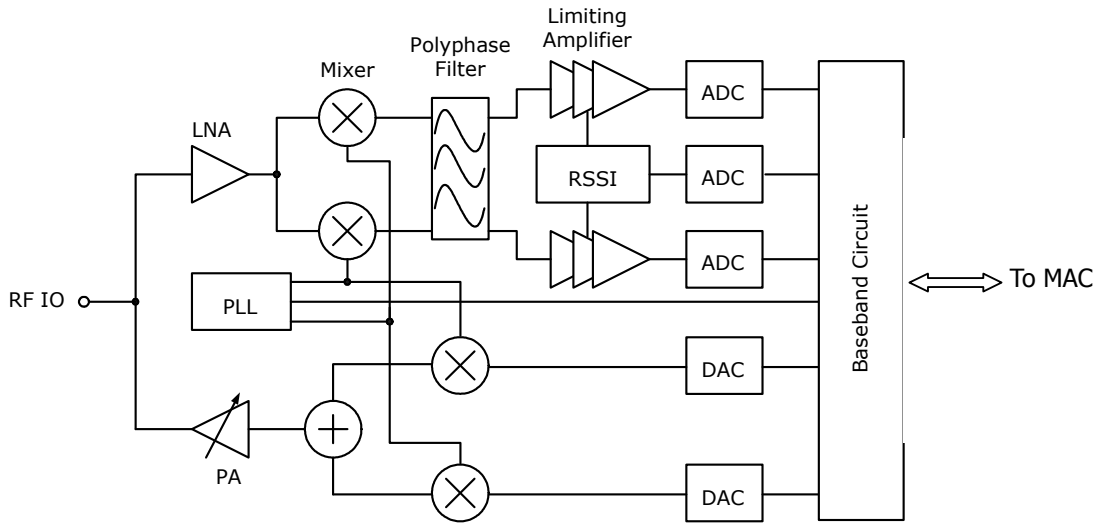 Limiting
Amplifier
Polyphase
Filter
Mixer
LNA
ADC
RSSI
ADC
ADC
Baseband Circuit
To MAC
RF IO
PLL
DAC
PA
DAC